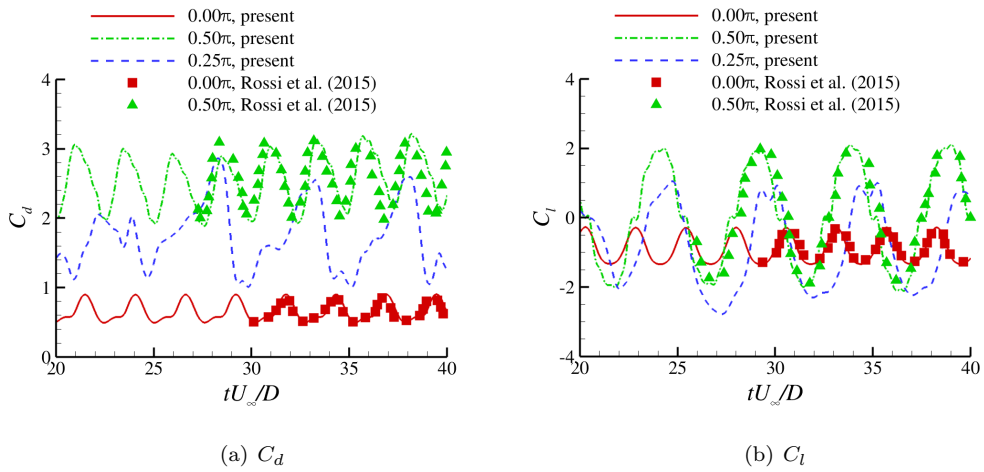 0.00π, present
0.50π, present
0.25π, present
0.00π, Rossi et al. (2015)
0.50π, Rossi et al. (2015)
4
3
2
1
0
C_d
20 25 30 35 40
tU_∞/D
(a) C_d
0.00π, present
0.50π, present
0.25π, present
0.00π, Rossi et al. (2015)
0.50π, Rossi et al. (2015)
4
2
0
-2
-4
C_l
20 25 30 35 40
tU_∞/D
(b) C_l